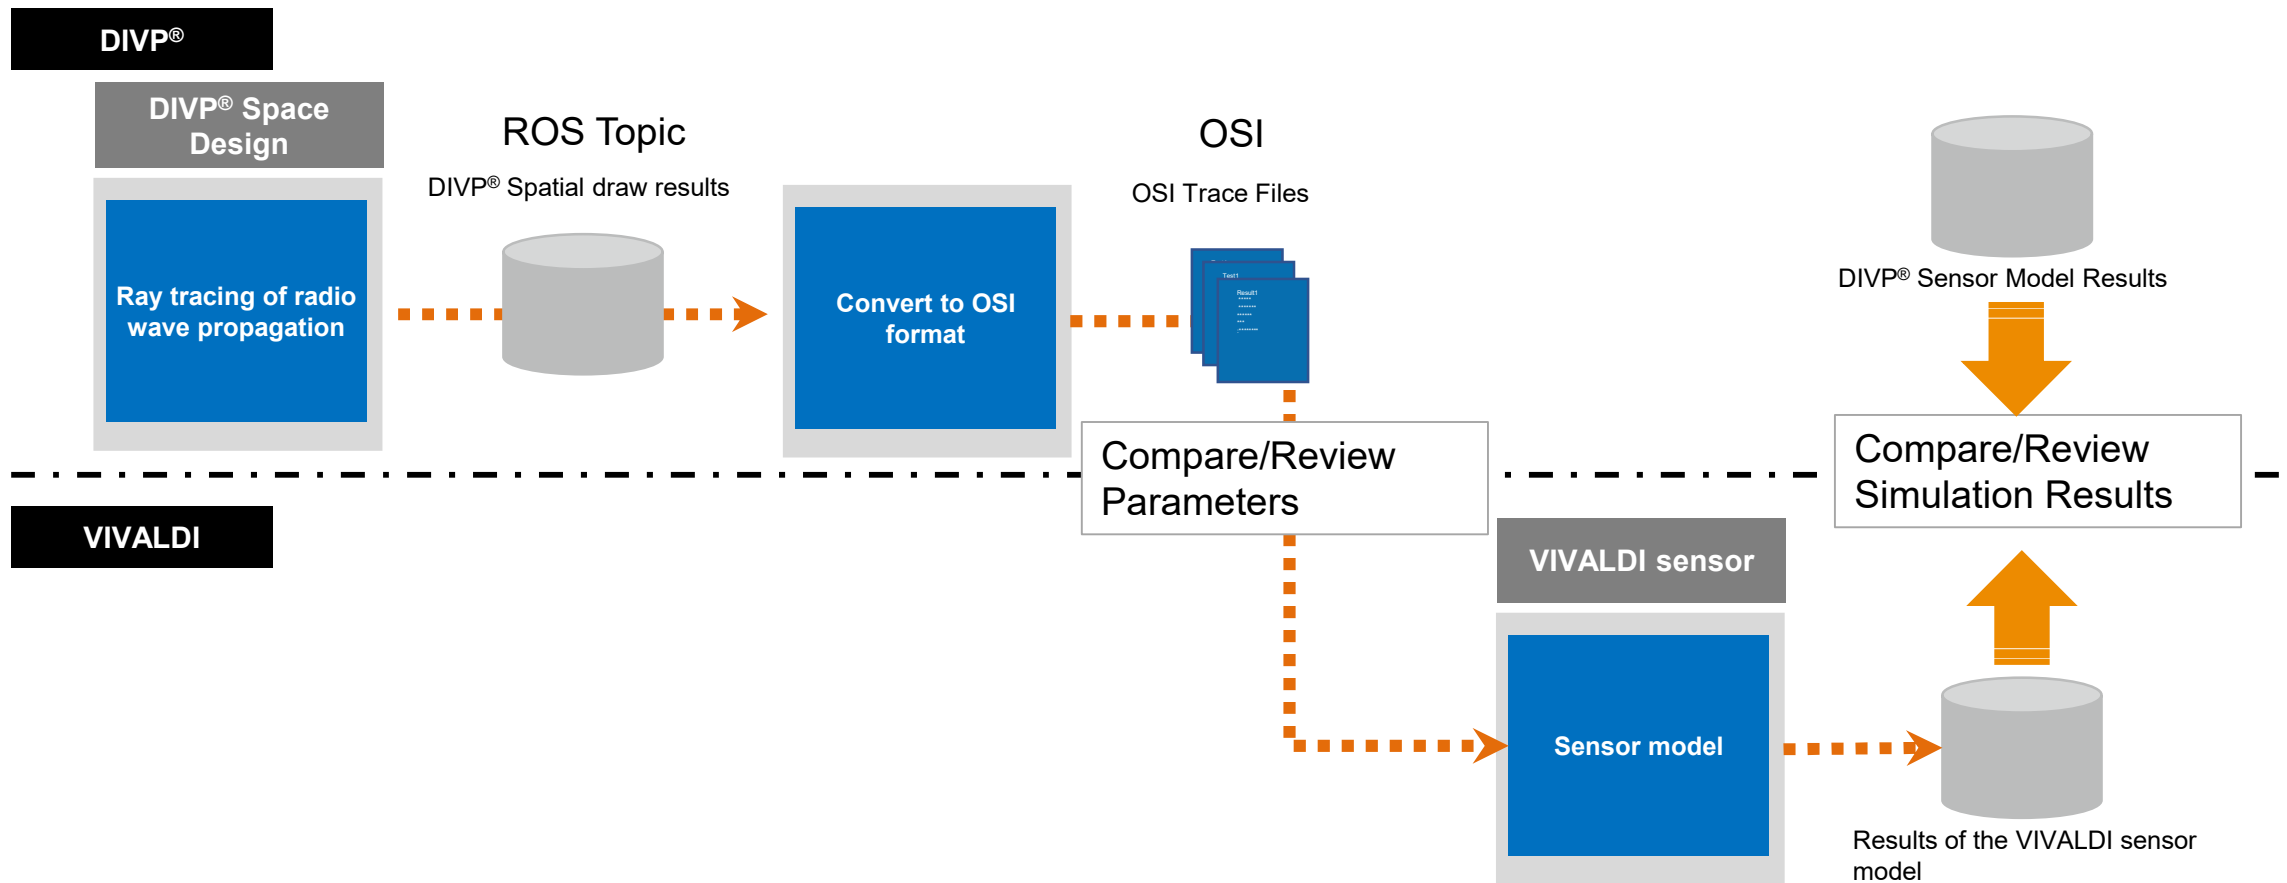 DIVP®
DIVP® Space
Design
ROS Topic
DIVP® Spatial draw results
Ray tracing of radio
wave propagation
Convert to OSI
format
OSI
OSI Trace Files
Test1
Result1
DIVP® Sensor Model Results
Compare/Review
Parameters
Compare/Review
Simulation Results
VIVALDI
VIVALDI sensor
Sensor model
Results of the VIVALDI sensor
model